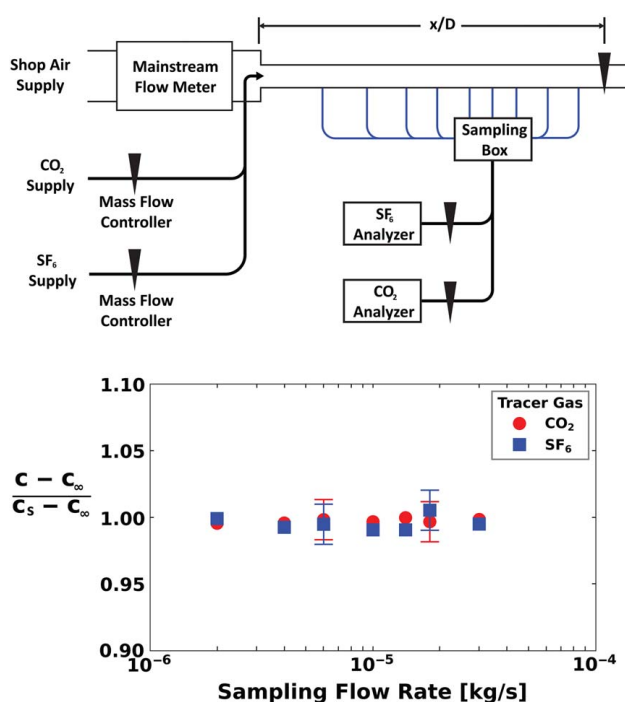 x/D
Shop Air
Supply
Mainstream
Flow Meter
CO₂
Supply
Mass Flow
Controller
SF₆
Supply
Mass Flow
Controller
Sampling
Box
SF₆
Analyzer
CO₂
Analyzer
1.10
1.05
1.00
0.95
0.90
c − c∞
cₛ − c∞
Tracer Gas
CO₂
SF₆
10⁻⁶
10⁻⁵
10⁻⁴
Sampling Flow Rate [kg/s]